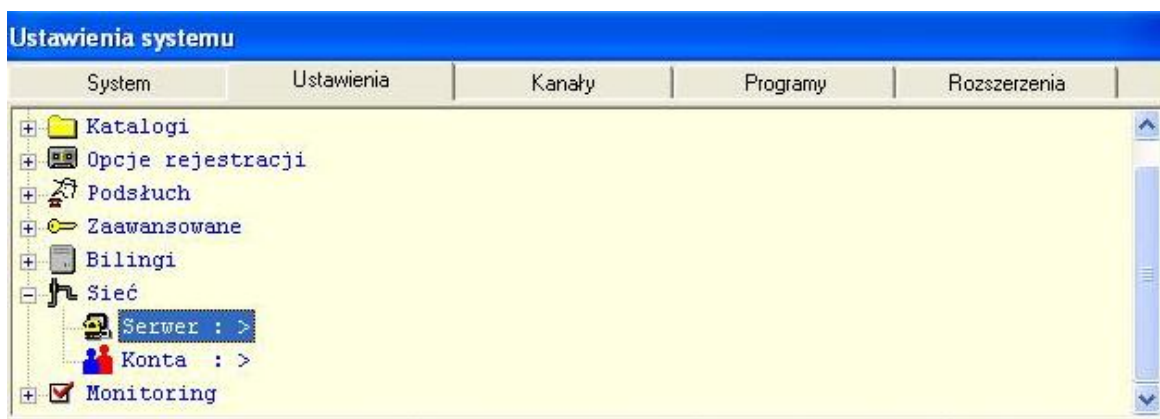 Ustawienia systemu
System Ustawienia Kanały Programy Rozszerzenia
Katalogi
Opcje rejestracji
Podsłuch
Zaawansowane
Bilingi
Sieć
Serwer : >
Konta : >
Monitoring